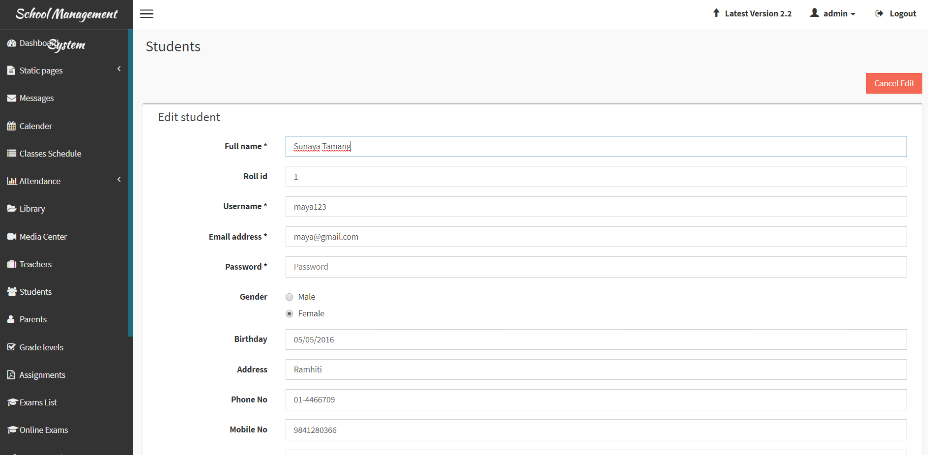 School Management
System
Latest Version 2.2
admin
Logout
Dashboard
Static pages
Messages
Calender
Classes Schedule
Attendance
Library
Media Center
Teachers
Students
Parents
Grade levels
Assignments
Exams List
Online Exams
Students
Cancel Edit
Edit student
Full name * Sunaya Tamang
Roll id 1
Username * maya123
Email address * maya@gmail.com
Password * Password
Gender Male
Female
Birthday 05/05/2016
Address Ramhiti
Phone No 01-4466709
Mobile No 9841280366